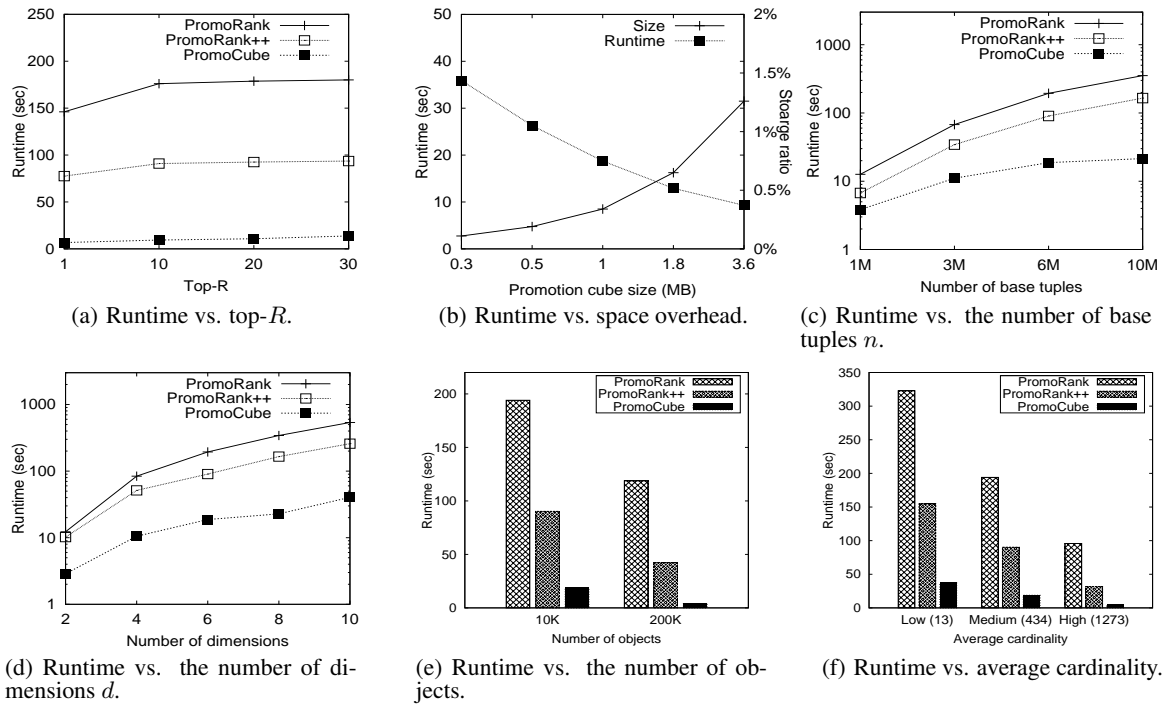 PromoRank
PromoRank++
PromoCube
250
200
150
100
50
0
Runtime (sec)
1 10 20 30
Top-R
(a) Runtime vs. top-R.
Size
Runtime
50
40
30
20
10
0
Runtime (sec)
2%
1.5%
1%
0.5%
0%
Stoarge ratio
0.3 0.5 1 1.8 3.6
Promotion cube size (MB)
(b) Runtime vs. space overhead.
PromoRank
PromoRank++
PromoCube
1000
100
10
1
Runtime (sec)
1M 3M 6M 10M
Number of base tuples
(c) Runtime vs. the number of base
tuples n.
PromoRank
PromoRank++
PromoCube
1000
100
10
1
Runtime (sec)
2 4 6 8 10
Number of dimensions
(d) Runtime vs. the number of di-
mensions d.
PromoRank
PromoRank++
PromoCube
200
150
100
50
0
Runtime (sec)
10K 200K
Number of objects
(e) Runtime vs. the number of ob-
jects.
PromoRank
PromoRank++
PromoCube
350
300
250
200
150
100
50
0
Runtime (sec)
Low (13) Medium (434) High (1273)
Average cardinality
(f) Runtime vs. average cardinality.